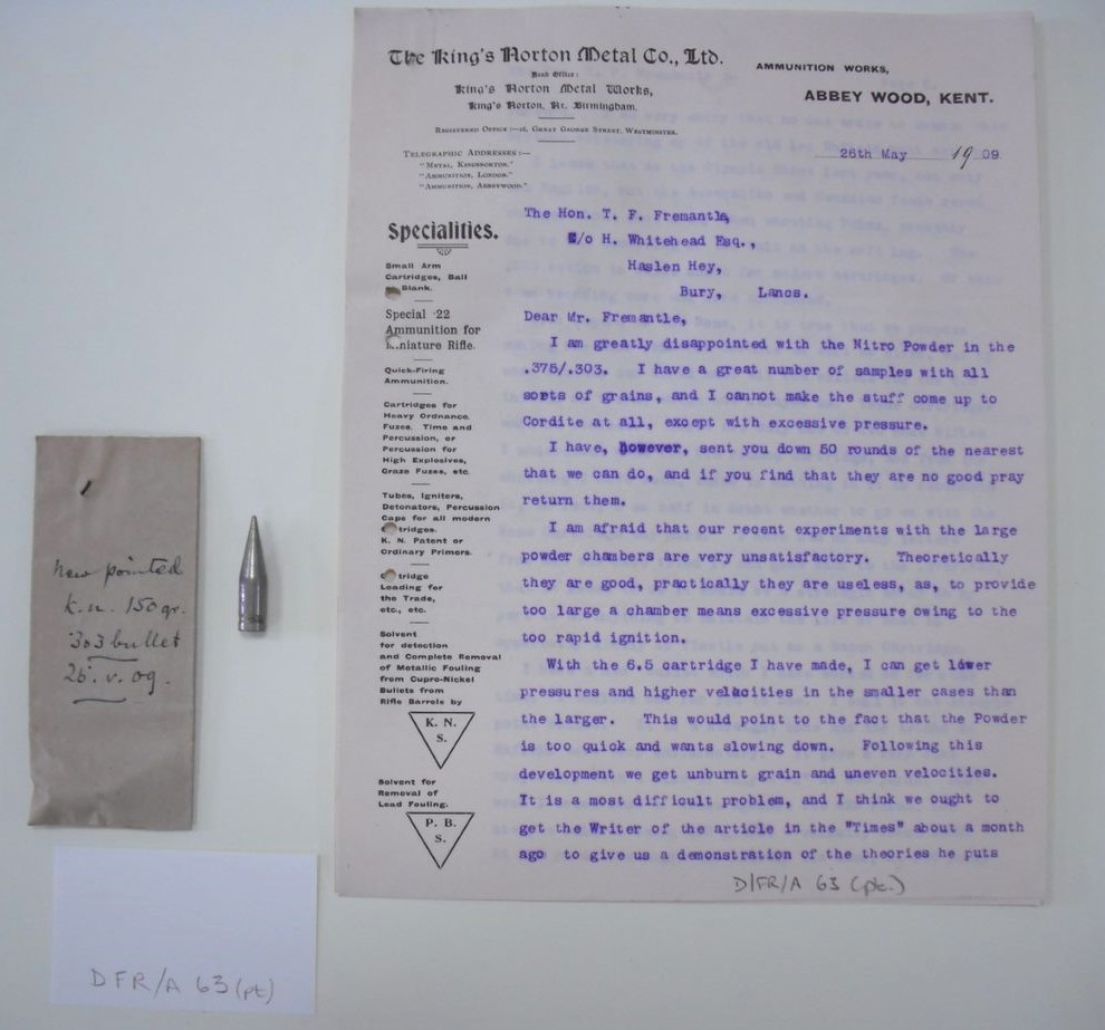 The King's Norton Metal Co., Ltd.
Head Office:
King's Norton Metal Works,
King's Norton, Nr. Birmingham.
Registered Office:—16, Great George Street, Westminster.
Telegraphic Addresses:—
"Metal, Kingsnorton."
"Ammunition, London."
"Ammunition, Abbeywood."
AMMUNITION WORKS,
ABBEY WOOD, KENT.
26th May 1909
Specialities.
Small Arm
Cartridges, Ball
Blank.
Special ·22
Ammunition for
Miniature Rifle.
Quick-Firing
Ammunition.
Cartridges for
Heavy Ordnance.
Fuzes. Time and
Percussion, or
Percussion for
High Explosives,
Graze Fuzes, etc.
Tubes, Igniters,
Detonators, Percussion
Caps for all modern
Cartridges.
K. N. Patent or
Ordinary Primers.
Cartridge
Loading for
the Trade,
etc., etc.
Solvent
for detection
and Complete Removal
of Metallic Fouling
from Cupro-Nickel
Bullets from
Rifle Barrels by
K. N.
S.
Solvent for
Removal of
Lead Fouling:
P. B.
S.
The Hon. T. F. Fremantle,
C/o H. Whitehead Esq.,
Haslen Hey,
Bury, Lancs.
Dear Mr. Fremantle,
I am greatly disappointed with the Nitro Powder in the
.375/.303. I have a great number of samples with all
sorts of grains, and I cannot make the stuff come up to
Cordite at all, except with excessive pressure.
I have, however, sent you down 50 rounds of the nearest
that we can do, and if you find that they are no good pray
return them.
I am afraid that our recent experiments with the large
powder chambers are very unsatisfactory. Theoretically
they are good, practically they are useless, as, to provide
too large a chamber means excessive pressure owing to the
too rapid ignition.
With the 6.5 cartridge I have made, I can get lower
pressures and higher velocities in the smaller cases than
the larger. This would point to the fact that the Powder
is too quick and wants slowing down. Following this
development we get unburnt grain and uneven velocities.
It is a most difficult problem, and I think we ought to
get the Writer of the article in the "Times" about a month
ago to give us a demonstration of the theories he puts
D/FR/A 63 (pt.)
New pointed
K.n. 150 gr.
·303 bullet
26.v.09.
DFR/A 63 (pt)